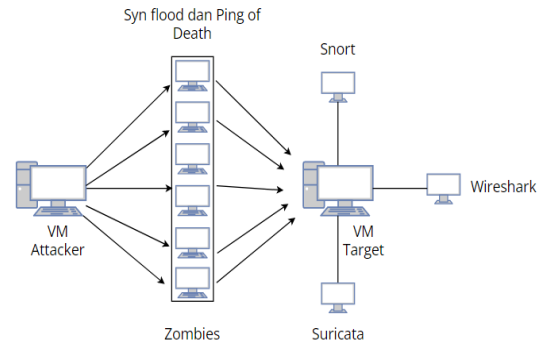 Syn flood dan Ping of
Death
Snort
VM
Attacker
VM
Target
Wireshark
Zombies
Suricata